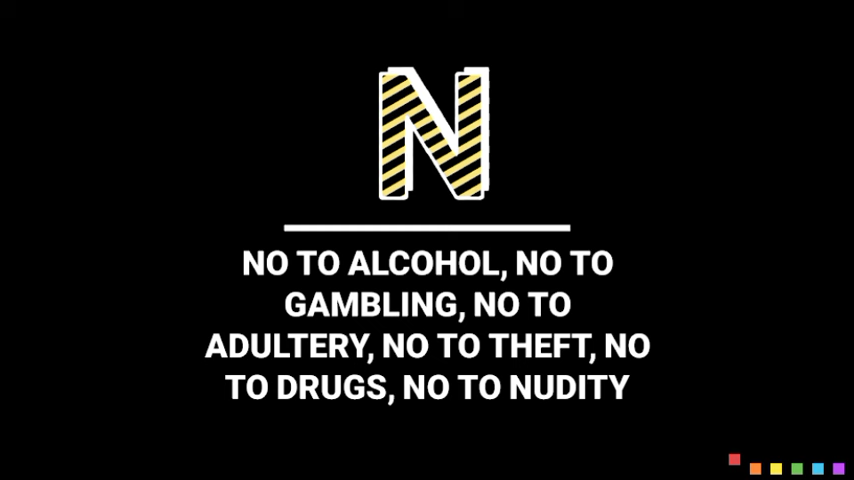 N
NO TO ALCOHOL, NO TO
GAMBLING, NO TO
ADULTERY, NO TO THEFT, NO
TO DRUGS, NO TO NUDITY